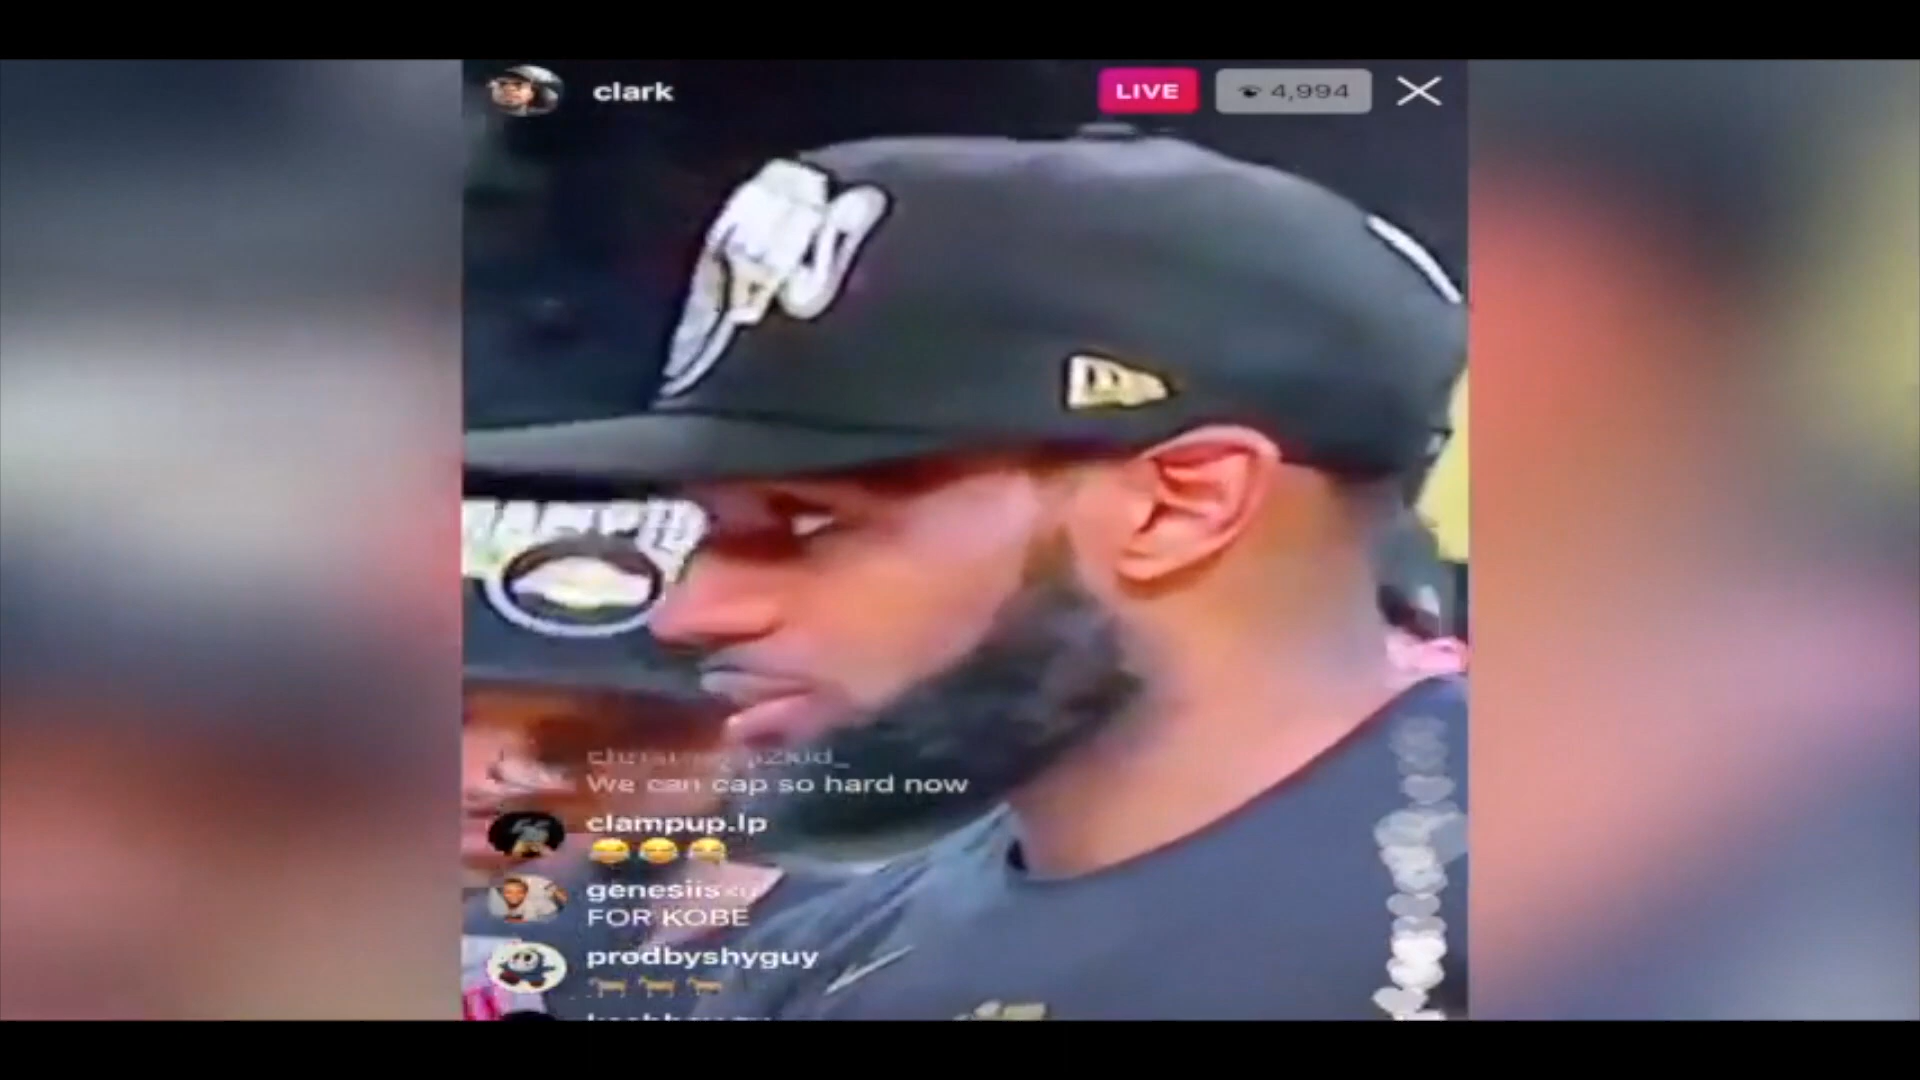 clark
LIVE
4,994
We can cap so hard now
clampup.lp
😂😂😂
FOR KOBE
prodbyshyguy
🐐🐐🐐